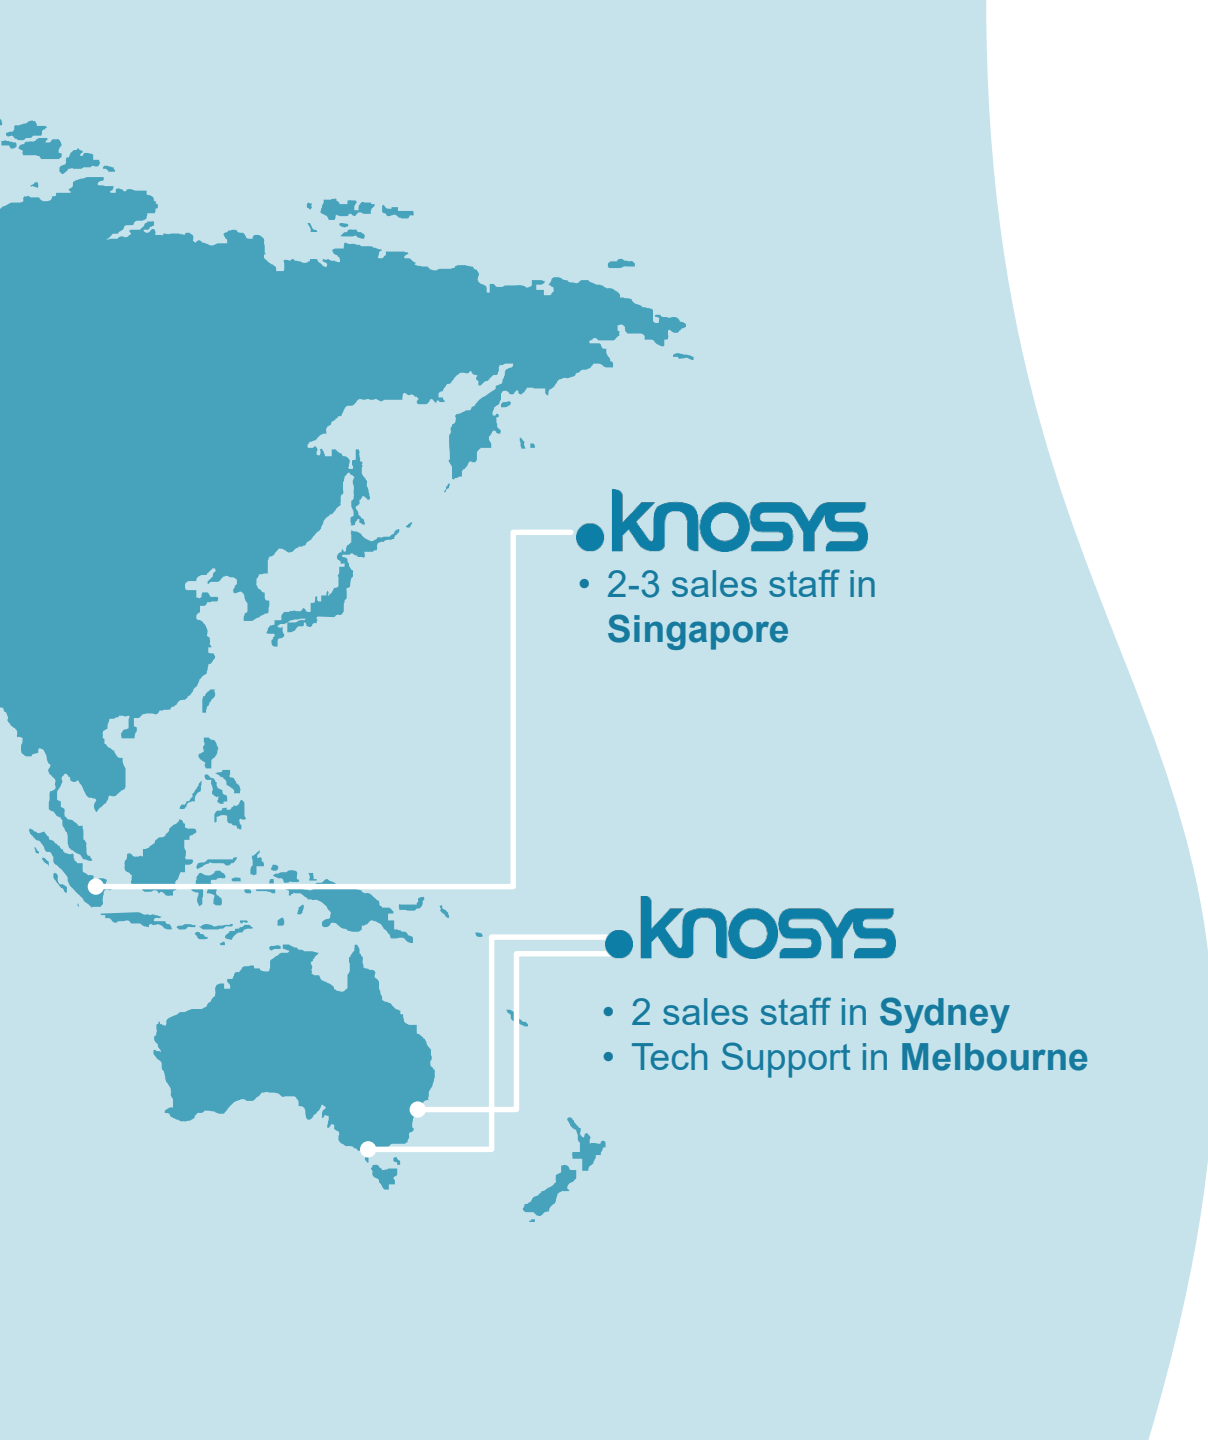 knosys
• 2-3 sales staff in
Singapore
knosys
• 2 sales staff in Sydney
• Tech Support in Melbourne